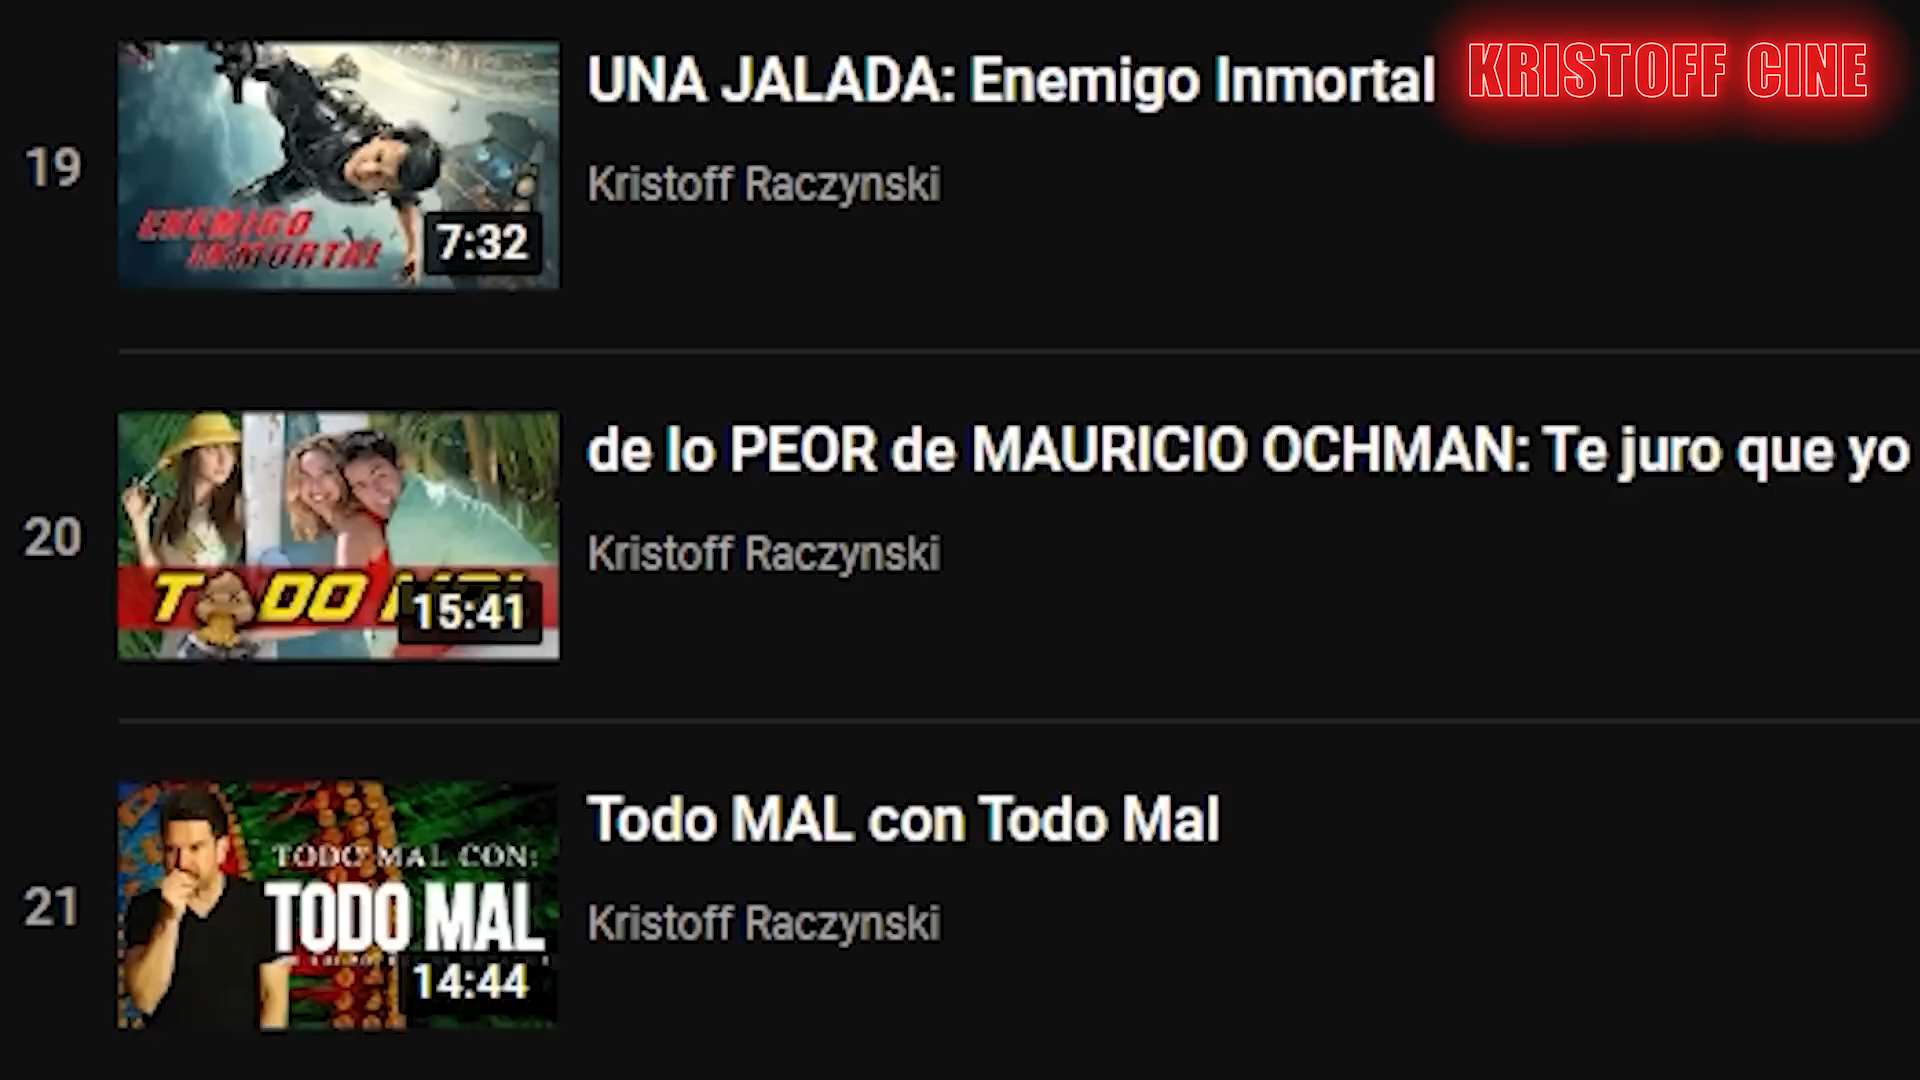 KRISTOFF CINE
19
ENEMIGO
INMORTAL
7:32
UNA JALADA: Enemigo Inmortal
Kristoff Raczynski
20
15:41
de lo PEOR de MAURICIO OCHMAN: Te juro que yo
Kristoff Raczynski
21
TODO MAL CON:
TODO MAL
14:44
Todo MAL con Todo Mal
Kristoff Raczynski